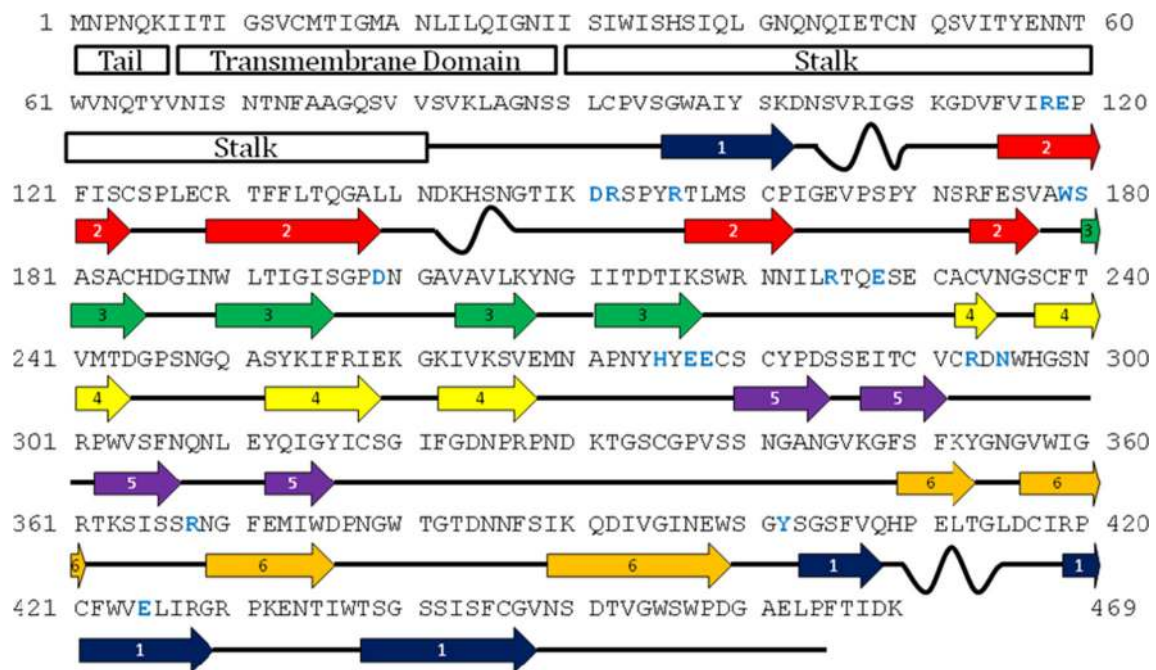 1 MNPNQKIITI GSVCMTIGMA NLILQIGNII SIWISHSIQL GNQNQIETCN QSVITYENNT 60
Tail Transmembrane Domain Stalk
61 WVNQTYVNIS NTNFAAGQSV VSVKLAGNSS LCPVSGWAIY SKDNSVRIGS KGDVFVIREP 120
Stalk 1 2
121 FISCSPLECR TFFLTQGALL NDKHSNGTIK DRSPYRTLMS CPIGEVPSPY NSRFESVAWS 180
2 2 2 2 3
181 ASACHDGINW LTIGISGPDN GAVAVLKYNG IITDTIKSWR NNILRTQESE CACVNGSCFT 240
3 3 3 3 4 4
241 VMTDGPSNGQ ASYKIFRIEK GKIVKSVEMN APNYHYEECS CYPDSSEITC VCRDNWHGSN 300
4 4 4 5 5
301 RPWVSFNQNL EYQIGYICSG IFGDNPRPND KTGSCGPVSS NGANGVKGFS FKYGNGVWIG 360
5 5 6 6
361 RTKSISSRNG FEMIWDPNGW TGTDNNFSIK QDIVGINEWS GYSGSFVQHP ELTGLDCIRP 420
6 6 6 1 1
421 CFWVELIRGR PKENTIWTSG SSISFCGVNS DTVGWSWPDG AELPFTIDK 469
1 1